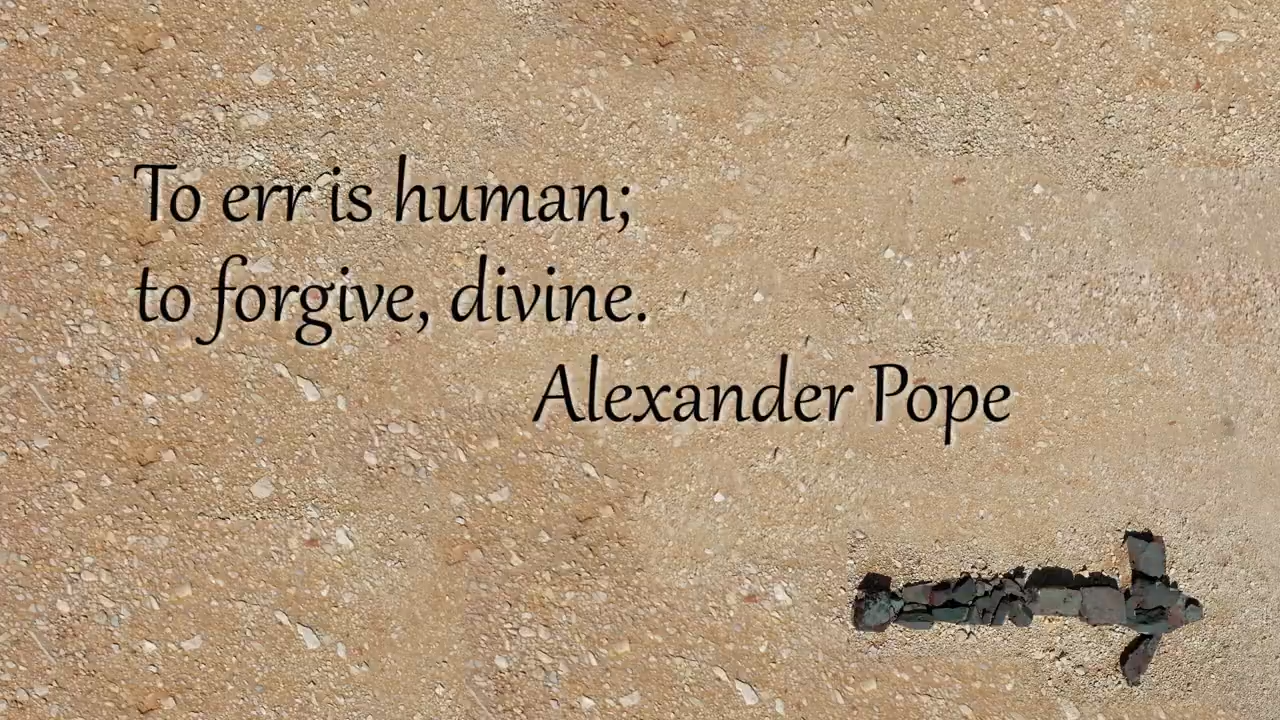 To err is human;
to forgive, divine.
Alexander Pope